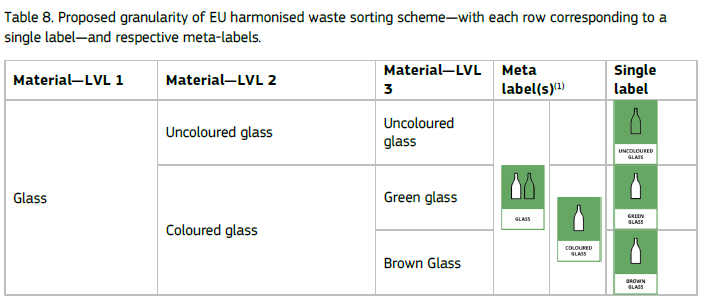 Table 8. Proposed granularity of EU harmonised waste sorting scheme—with each row corresponding to a
single label—and respective meta-labels.
Material—LVL 1
Material—LVL 2
Material—LVL
3
Meta
label(s)(1)
Single
label
Glass
Uncoloured glass
Uncoloured
glass
UNCOLOURED
GLASS
Coloured glass
Green glass
GLASS
COLOURED
GLASS
GREEN
GLASS
Brown Glass
BROWN
GLASS